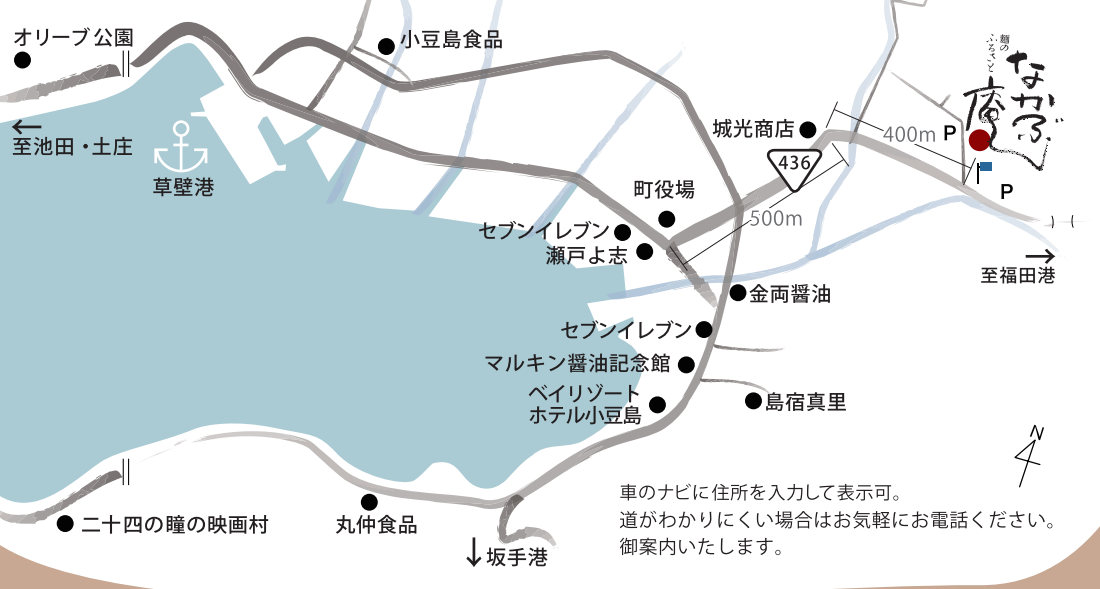 オリーブ公園
小豆島食品
麺の
ふるさと
なかぶ
庵
←
至池田・土庄
草壁港
城光商店
400m
P
436
P
町役場
500m
セブンイレブン
瀬戸よ志
→
至福田港
金両醤油
セブンイレブン
マルキン醤油記念館
ベイリゾート
ホテル小豆島
島宿真里
N
車のナビに住所を入力して表示可。
道がわかりにくい場合はお気軽にお電話ください。
御案内いたします。
二十四の瞳の映画村
丸仲食品
↓坂手港